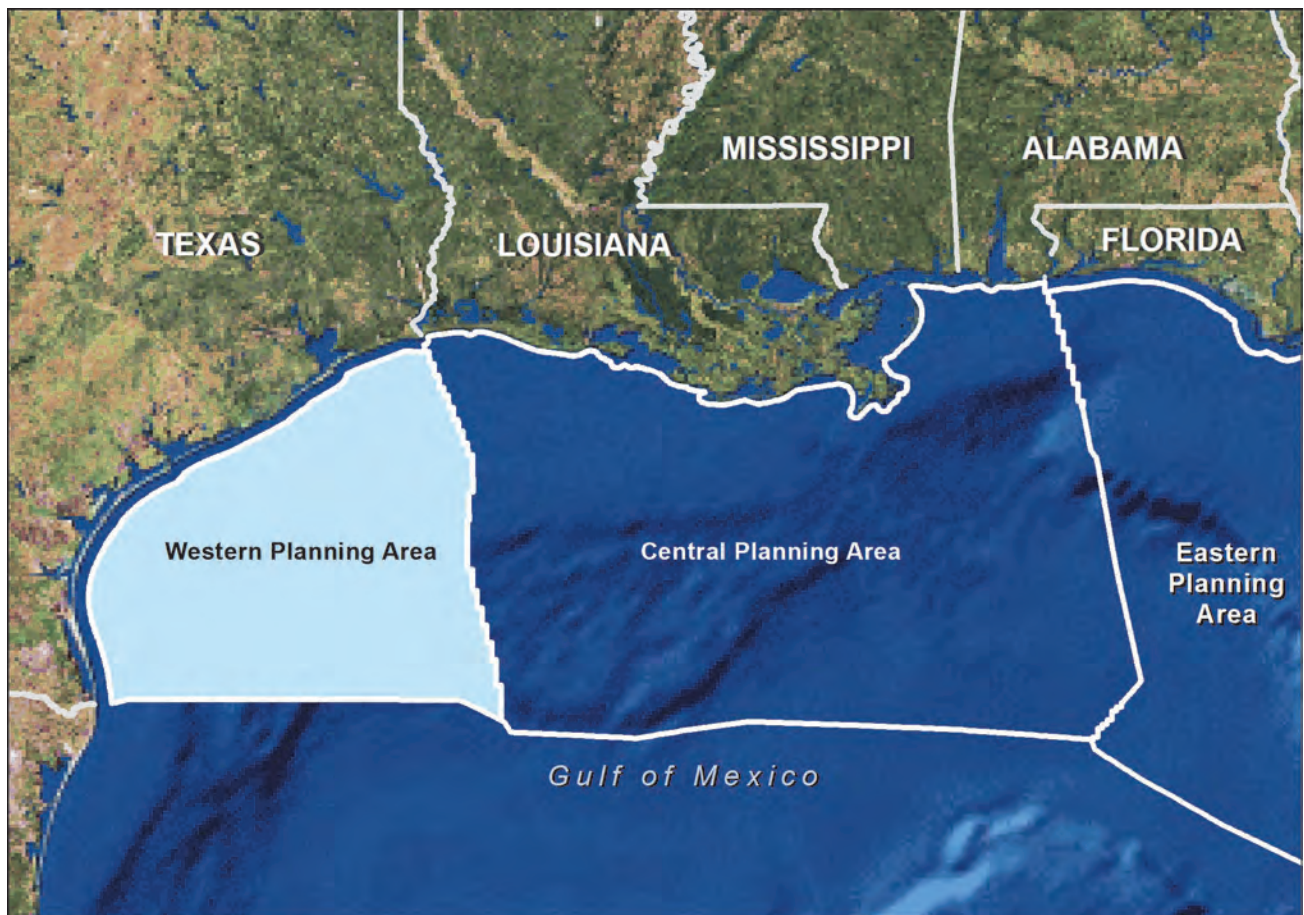 MISSISSIPPI
ALABAMA
TEXAS
LOUISIANA
FLORIDA
Western Planning Area
Central Planning Area
Eastern
Planning
Area
Gulf of Mexico